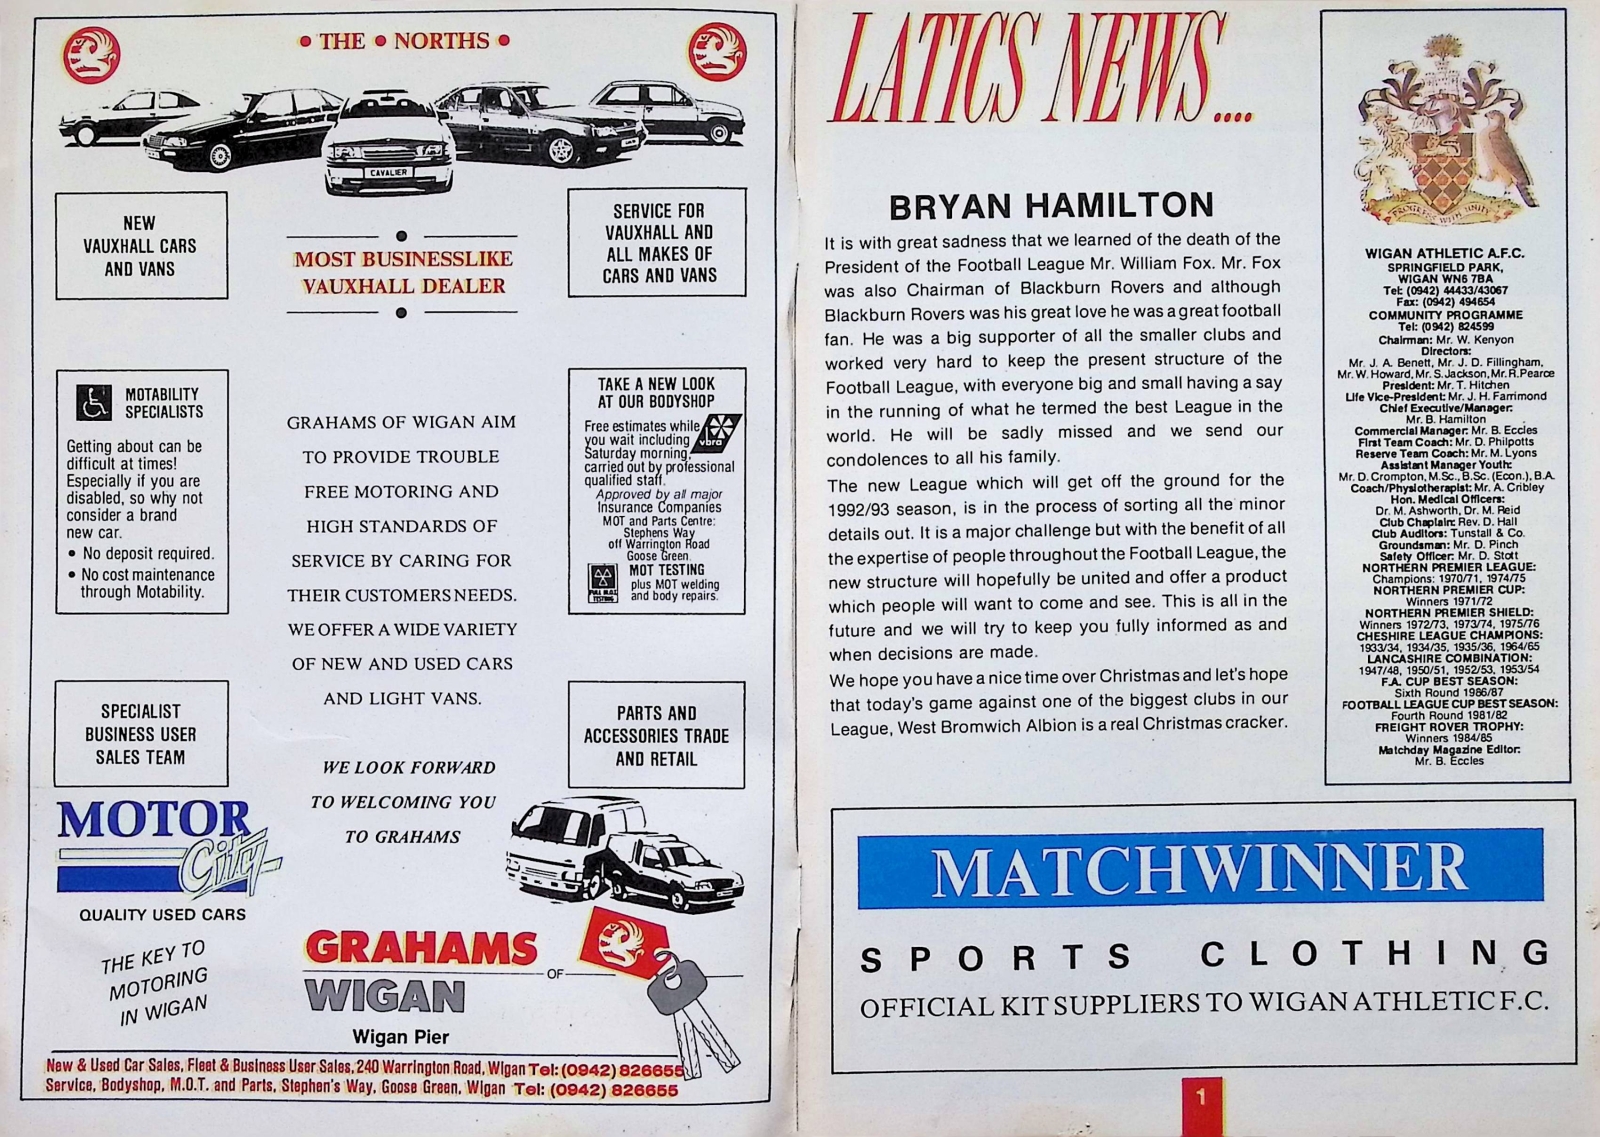 • THE • NORTHS •
CAVALIER
NEW
VAUXHALL CARS
AND VANS
MOST BUSINESSLIKE
VAUXHALL DEALER
SERVICE FOR
VAUXHALL AND
ALL MAKES OF
CARS AND VANS
MOTABILITY
SPECIALISTS
Getting about can be
difficult at times!
Especially if you are
disabled, so why not
consider a brand
new car.
• No deposit required.
• No cost maintenance
through Motability.
GRAHAMS OF WIGAN AIM
TO PROVIDE TROUBLE
FREE MOTORING AND
HIGH STANDARDS OF
SERVICE BY CARING FOR
THEIR CUSTOMERS NEEDS.
WE OFFER A WIDE VARIETY
OF NEW AND USED CARS
AND LIGHT VANS.
WE LOOK FORWARD
TO WELCOMING YOU
TO GRAHAMS
TAKE A NEW LOOK
AT OUR BODYSHOP
Free estimates while
you wait including
Saturday morning,
carried out by professional
qualified staff.
vbra
Approved by all major
Insurance Companies
MOT and Parts Centre:
Stephens Way
off Warrington Road
Goose Green.
MOT TESTING
plus MOT welding
and body repairs.
FULL M.O.T.
TESTING
SPECIALIST
BUSINESS USER
SALES TEAM
PARTS AND
ACCESSORIES TRADE
AND RETAIL
MOTOR
City
QUALITY USED CARS
THE KEY TO
MOTORING
IN WIGAN
GRAHAMS
OF
WIGAN
Wigan Pier
New & Used Car Sales, Fleet & Business User Sales, 240 Warrington Road, Wigan Tel: (0942) 826655
Service, Bodyshop, M.O.T. and Parts, Stephen's Way, Goose Green, Wigan Tel: (0942) 826655
LATICS NEWS....
BRYAN HAMILTON
It is with great sadness that we learned of the death of the
President of the Football League Mr. William Fox. Mr. Fox
was also Chairman of Blackburn Rovers and although
Blackburn Rovers was his great love he was a great football
fan. He was a big supporter of all the smaller clubs and
worked very hard to keep the present structure of the
Football League, with everyone big and small having a say
in the running of what he termed the best League in the
world. He will be sadly missed and we send our
condolences to all his family.
The new League which will get off the ground for the
1992/93 season, is in the process of sorting all the minor
details out. It is a major challenge but with the benefit of all
the expertise of people throughout the Football League, the
new structure will hopefully be united and offer a product
which people will want to come and see. This is all in the
future and we will try to keep you fully informed as and
when decisions are made.
We hope you have a nice time over Christmas and let's hope
that today's game against one of the biggest clubs in our
League, West Bromwich Albion is a real Christmas cracker.
PROGRESS WITH UNITY
WIGAN ATHLETIC A.F.C.
SPRINGFIELD PARK,
WIGAN WN6 7BA
Tel: (0942) 44433/43067
Fax: (0942) 494654
COMMUNITY PROGRAMME
Tel: (0942) 824599
Chairman: Mr. W. Kenyon
Directors:
Mr. J. A. Benett, Mr. J. D. Fillingham,
Mr. W. Howard, Mr. S. Jackson, Mr. R. Pearce
President: Mr. T. Hitchen
Life Vice-President: Mr. J. H. Farrimond
Chief Executive/Manager:
Mr. B. Hamilton
Commercial Manager: Mr. B. Eccles
First Team Coach: Mr. D. Philpotts
Reserve Team Coach: Mr. M. Lyons
Assistant Manager Youth:
Mr. D. Crompton, M.Sc., B.Sc. (Econ.), B.A.
Coach/Physiotherapist: Mr. A. Cribley
Hon. Medical Officers:
Dr. M. Ashworth, Dr. M. Reid
Club Chaplain: Rev. D. Hall
Club Auditors: Tunstall & Co.
Groundsman: Mr. D. Pinch
Safety Officer: Mr. D. Stott
NORTHERN PREMIER LEAGUE:
Champions: 1970/71, 1974/75
NORTHERN PREMIER CUP:
Winners 1971/72
NORTHERN PREMIER SHIELD:
Winners 1972/73, 1973/74, 1975/76
CHESHIRE LEAGUE CHAMPIONS:
1933/34, 1934/35, 1935/36, 1964/65
LANCASHIRE COMBINATION:
1947/48, 1950/51, 1952/53, 1953/54
F.A. CUP BEST SEASON:
Sixth Round 1986/87
FOOTBALL LEAGUE CUP BEST SEASON:
Fourth Round 1981/82
FREIGHT ROVER TROPHY:
Winners 1984/85
Matchday Magazine Editor:
Mr. B. Eccles
MATCHWINNER
SPORTS CLOTHING
OFFICIAL KIT SUPPLIERS TO WIGAN ATHLETIC F.C.
1